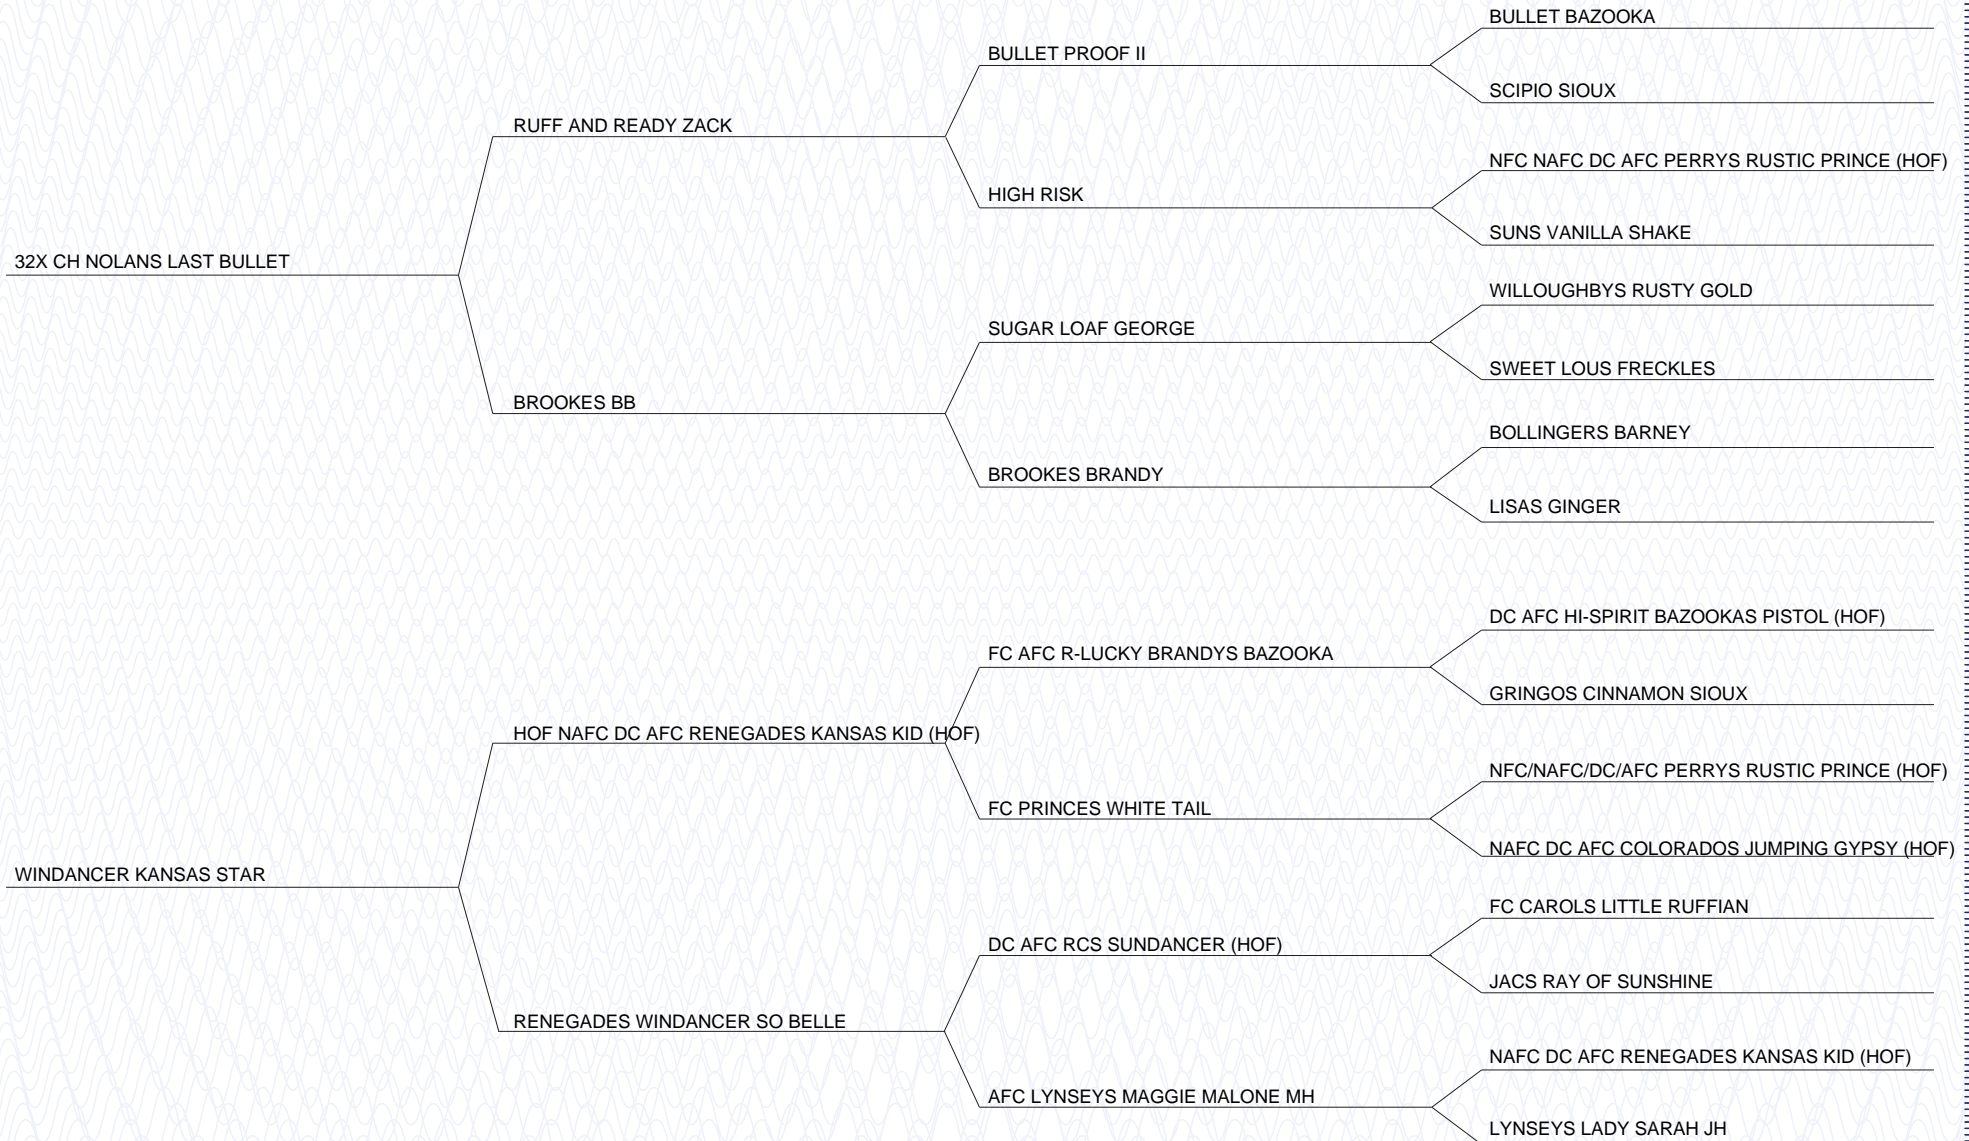 BULLET BAZOOKA
BULLET PROOF II
SCIPIO SIOUX
RUFF AND READY ZACK
NFC NAFC DC AFC PERRYS RUSTIC PRINCE (HOF)
HIGH RISK
SUNS VANILLA SHAKE
32X CH NOLANS LAST BULLET
WILLOUGHBYS RUSTY GOLD
SUGAR LOAF GEORGE
SWEET LOUS FRECKLES
BROOKES BB
BOLLINGERS BARNEY
BROOKES BRANDY
LISAS GINGER
DC AFC HI-SPIRIT BAZOOKAS PISTOL (HOF)
FC AFC R-LUCKY BRANDYS BAZOOKA
GRINGOS CINNAMON SIOUX
HOF NAFC DC AFC RENEGADES KANSAS KID (HOF)
NFC/NAFC/DC/AFC PERRYS RUSTIC PRINCE (HOF)
FC PRINCES WHITE TAIL
NAFC DC AFC COLORADOS JUMPING GYPSY (HOF)
WINDANCER KANSAS STAR
FC CAROLS LITTLE RUFFIAN
DC AFC RCS SUNDANCER (HOF)
JACS RAY OF SUNSHINE
RENEGADES WINDANCER SO BELLE
NAFC DC AFC RENEGADES KANSAS KID (HOF)
AFC LYNSEYS MAGGIE MALONE MH
LYNSEYS LADY SARAH JH